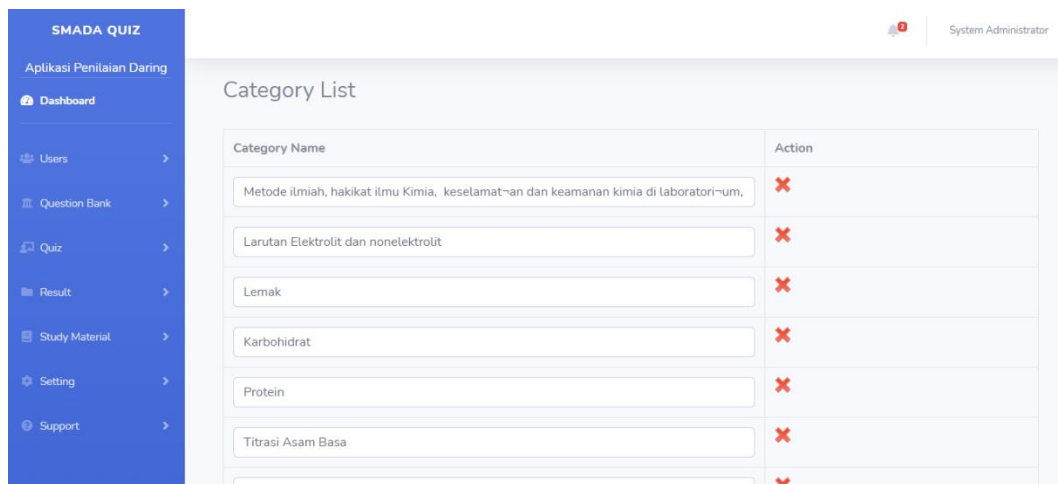 SMADA QUIZ
Aplikasi Penilaian Daring
Dashboard
Users
Question Bank
Quiz
Result
Study Material
Setting
Support
2
System Administrator
Category List
Category Name Action
Metode ilmiah, hakikat ilmu Kimia, keselamat¬an dan keamanan kimia di laboratori¬um,
Larutan Elektrolit dan nonelektrolit
Lemak
Karbohidrat
Protein
Titrasi Asam Basa